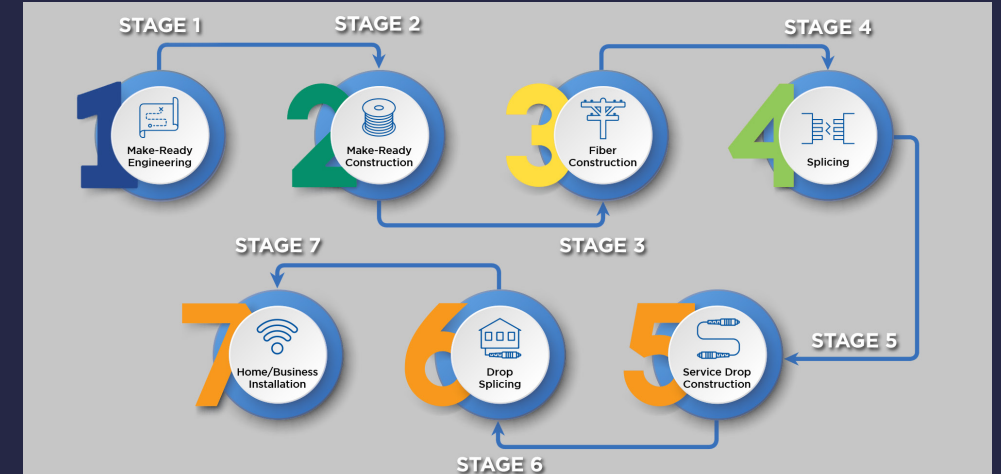 STAGE 1
STAGE 2
STAGE 4
1
Make-Ready
Engineering
2
Make-Ready
Construction
3
Fiber
Construction
4
Splicing
STAGE 7
STAGE 3
STAGE 5
7
Home/Business
Installation
6
Drop
Splicing
5
Service Drop
Construction
STAGE 6